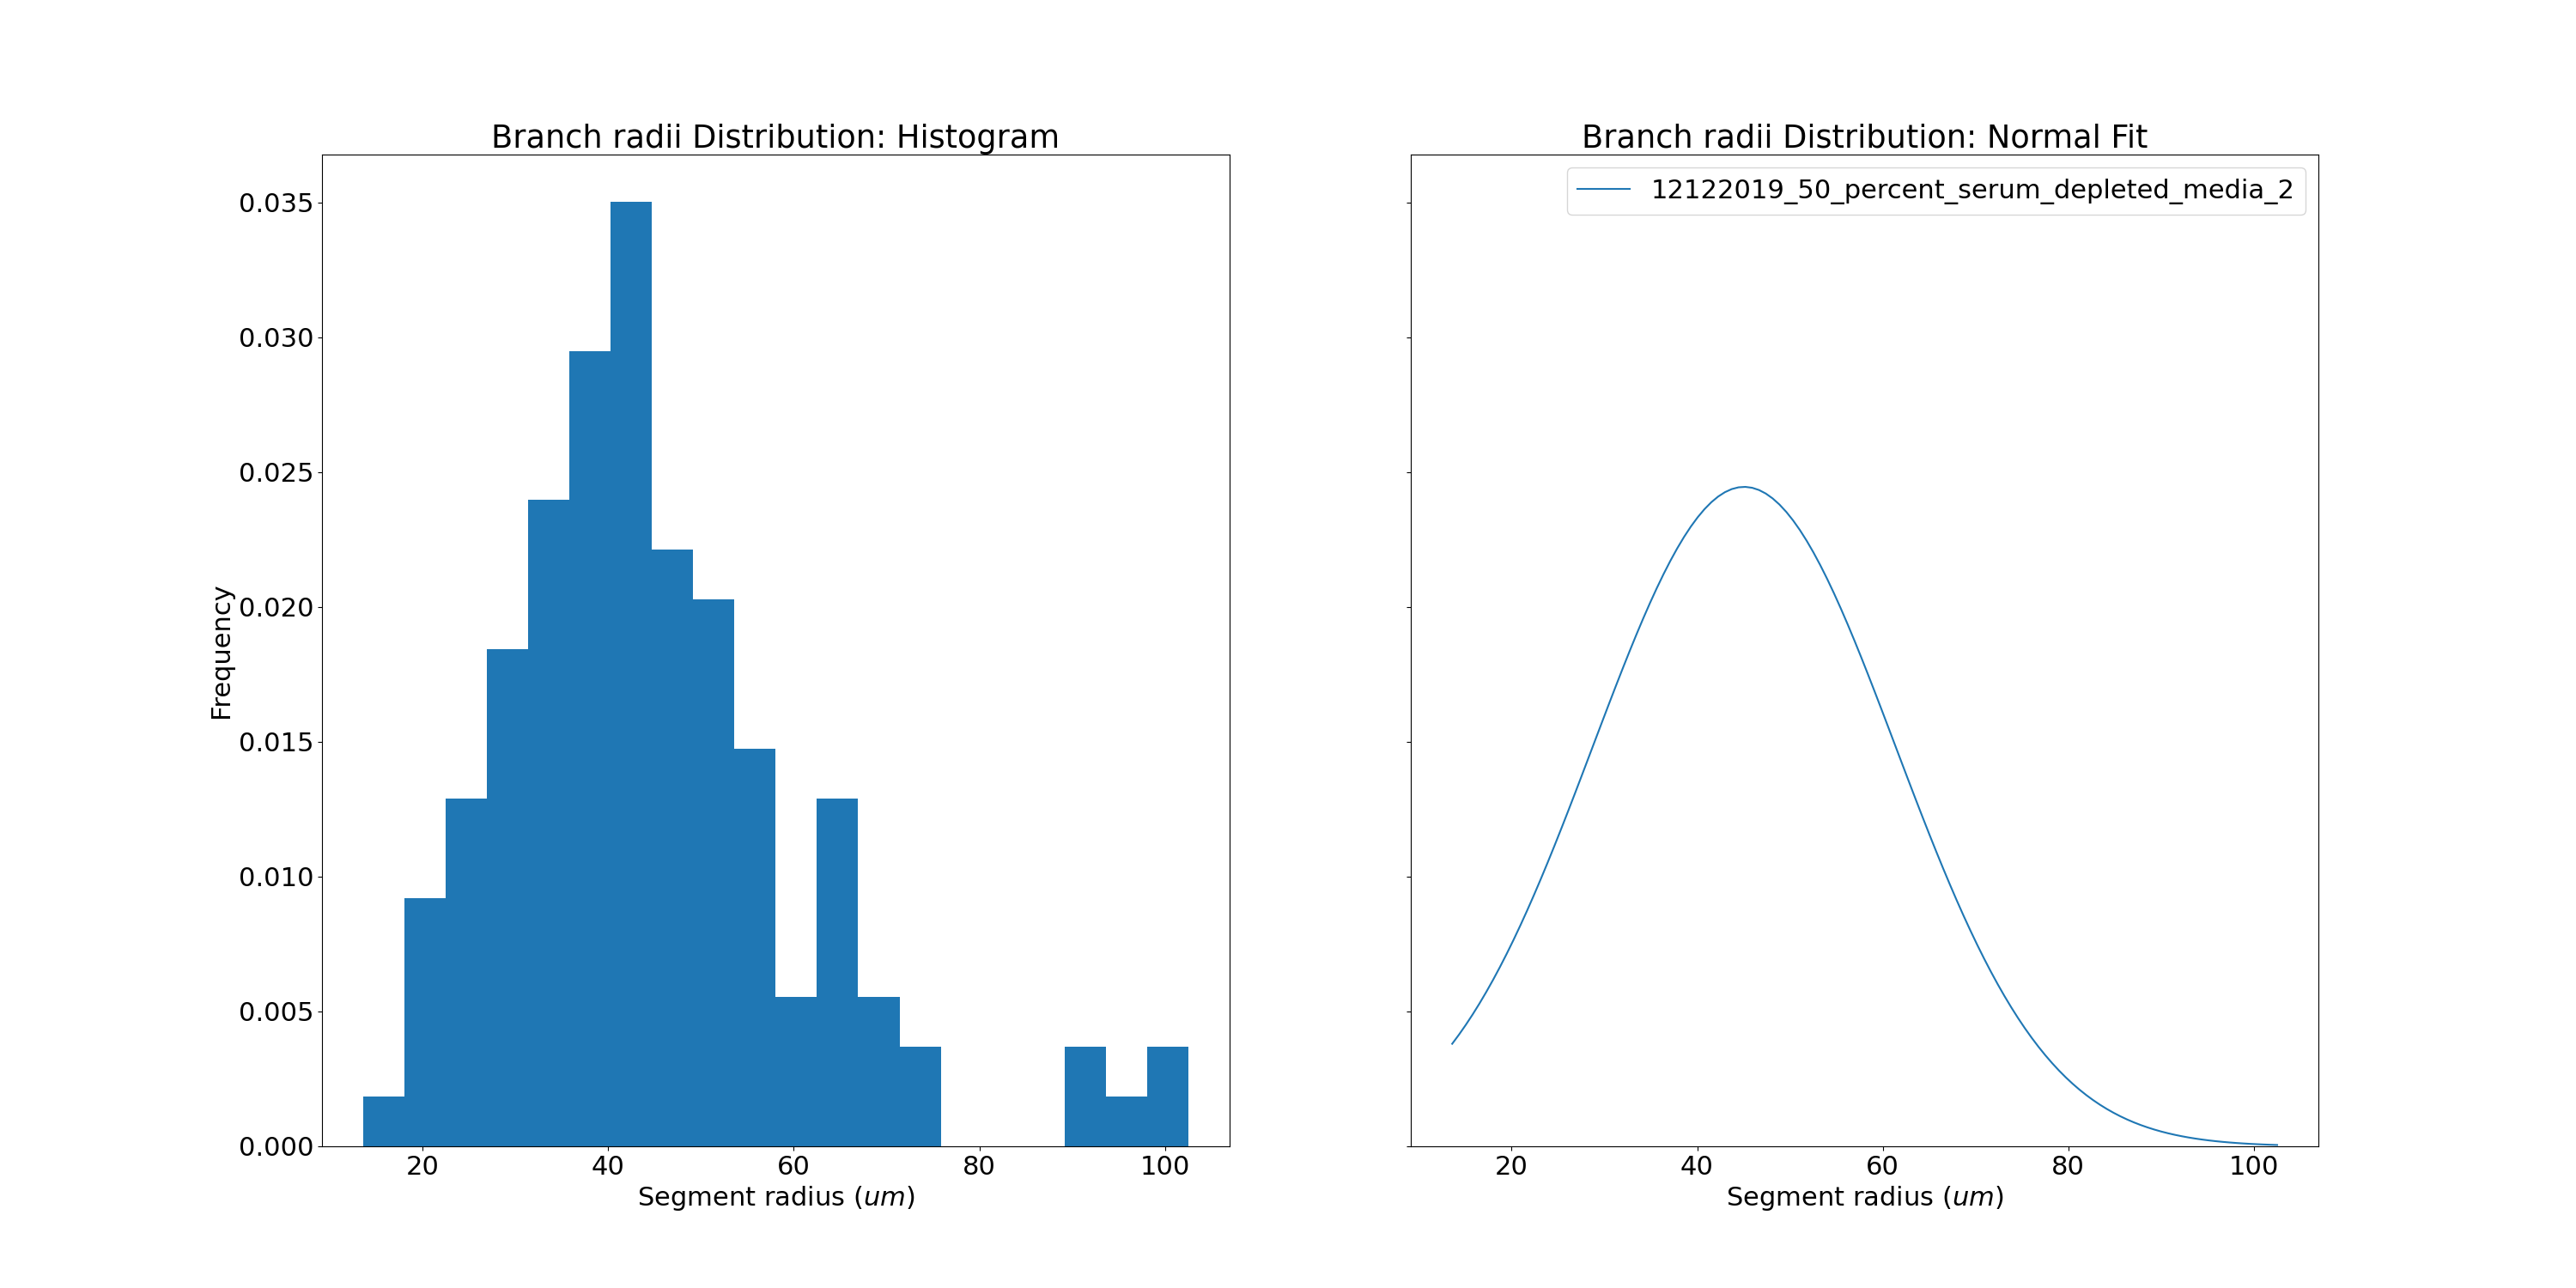 Branch radii Distribution: Histogram
Frequency
0.035
0.030
0.025
0.020
0.015
0.010
0.005
0.000
20 40 60 80 100
Segment radius (um)
Branch radii Distribution: Normal Fit
12122019_50_percent_serum_depleted_media_2
20 40 60 80 100
Segment radius (um)